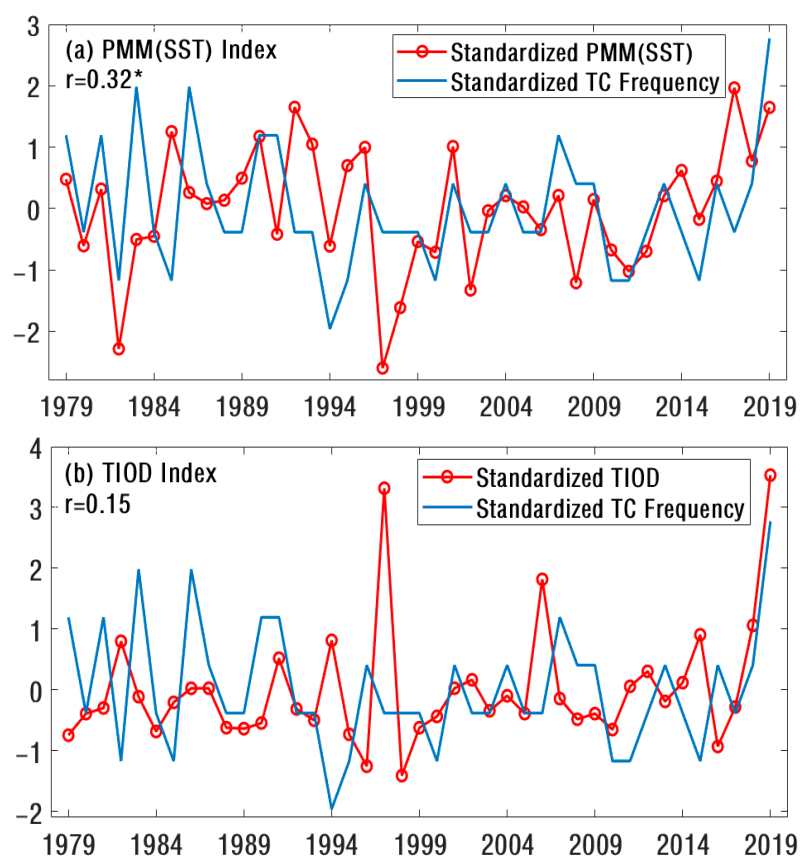 (a) PMM(SST) Index
r=0.32*
Standardized PMM(SST)
Standardized TC Frequency
3
2
1
0
-1
-2
1979 1984 1989 1994 1999 2004 2009 2014 2019
(b) TIOD Index
r=0.15
Standardized TIOD
Standardized TC Frequency
4
3
2
1
0
-1
-2
1979 1984 1989 1994 1999 2004 2009 2014 2019